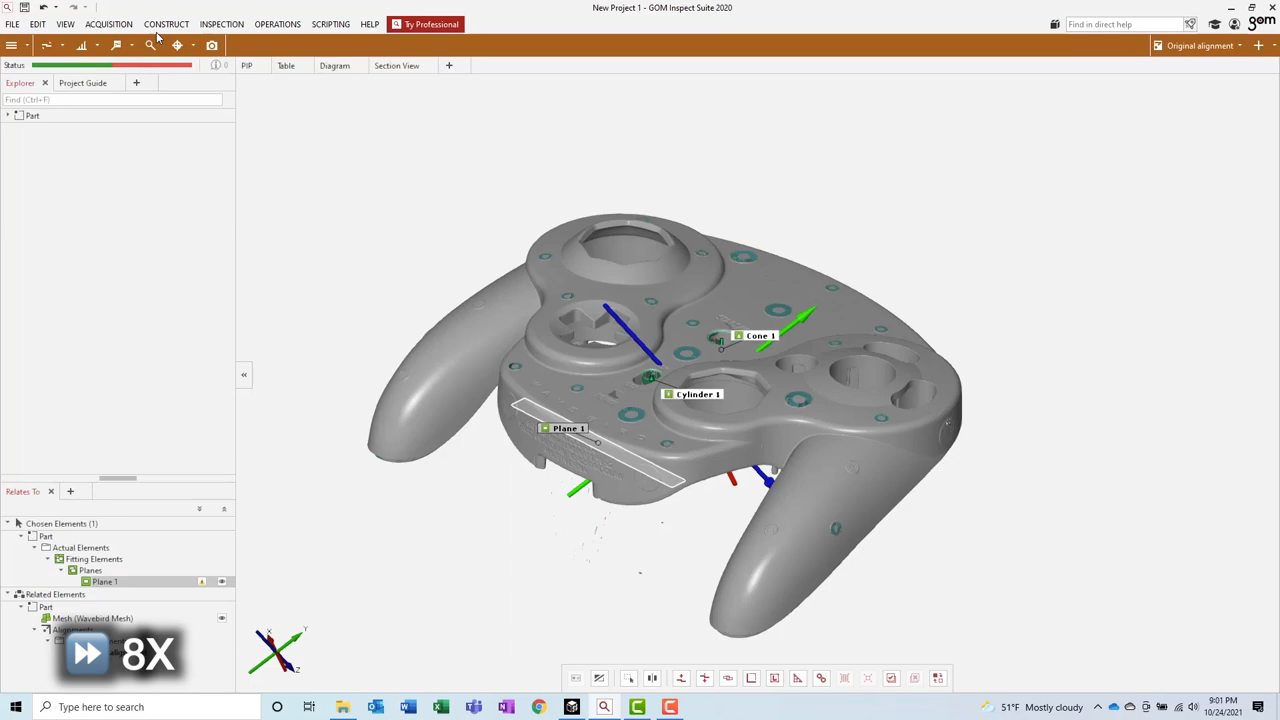 New Project 1 - GOM Inspect Suite 2020
FILE EDIT VIEW ACQUISITION CONSTRUCT INSPECTION OPERATIONS SCRIPTING HELP Try Professional
Find in direct help
gom
Original alignment
Status
0
PIP Table Diagram Section View
Explorer Project Guide
Find (Ctrl+F)
Part
Cone 1
Cylinder 1
Plane 1
Relates To
Chosen Elements (1)
Part
Actual Elements
Fitting Elements
Planes
Plane 1
Related Elements
Part
Mesh (Wavebird Mesh)
8X
X
Y
Z
Type here to search
51°F Mostly cloudy
9:01 PM
10/24/2021